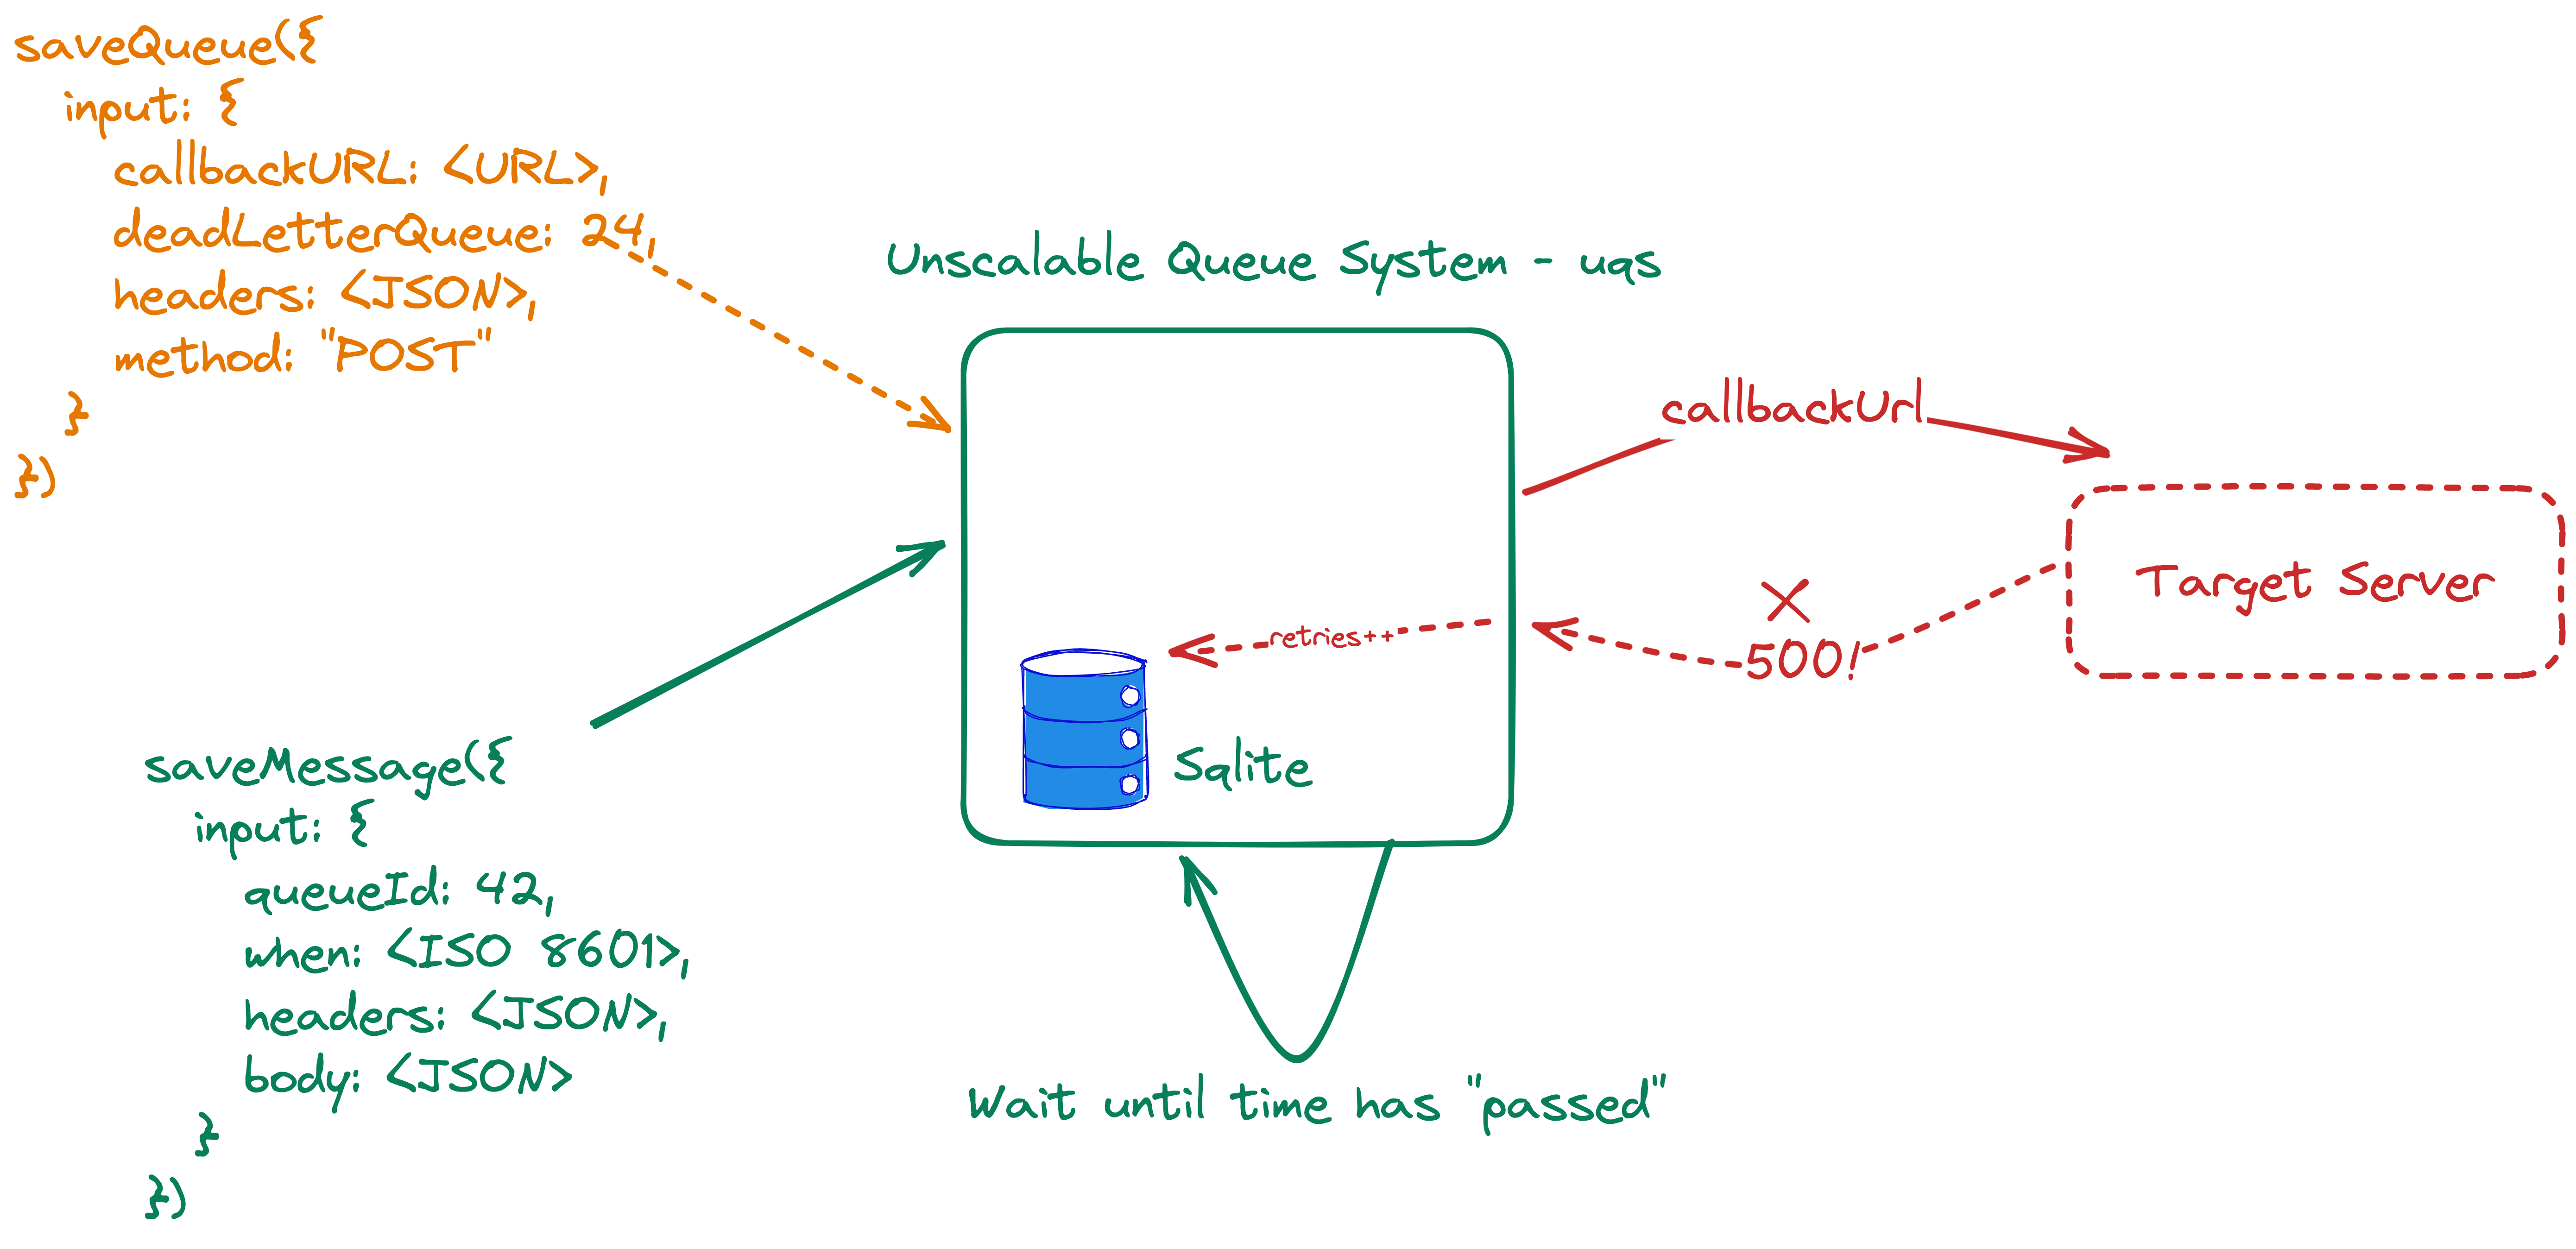 saveQueue({
input: {
callbackURL: <URL>,
deadLetterQueue: 24,
headers: <JSON>,
method: "POST"
}
})
Unscalable Queue System - uqs
callbackUrl
Target Server
500!
retries++
Sqlite
saveMessage({
input: {
queueId: 42,
when: <ISO 8601>,
headers: <JSON>,
body: <JSON>
}
})
Wait until time has "passed"